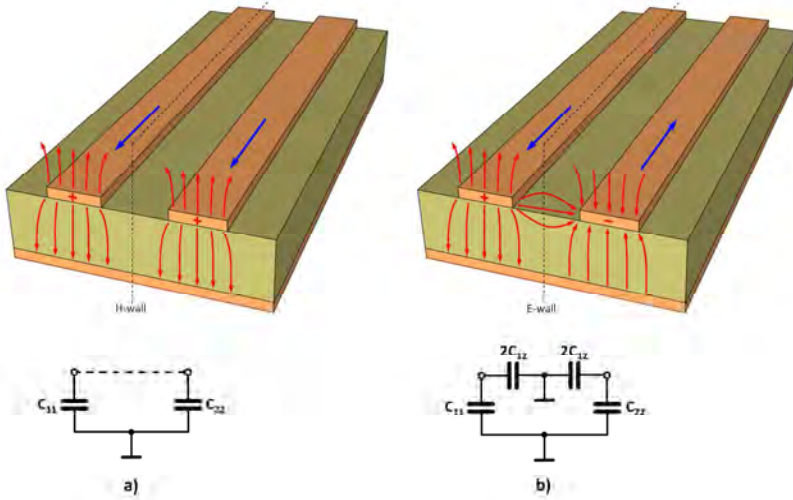 + +
+ -
H-wall
E-wall
2C₁₂ 2C₁₂
C₁₁ C₂₂
C₁₁ C₂₂
a)
b)